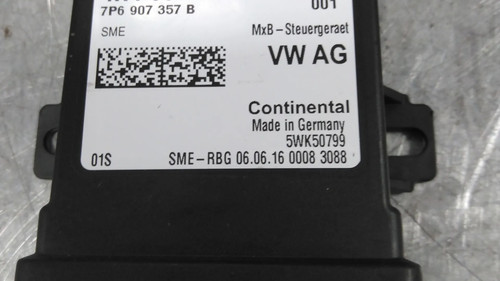 7P6 907 357 B
001
SME
MxB-Steuergeraet
VW AG
Continental
Made in Germany
5WK50799
01S
SME-RBG 06.06.16 0008 3088